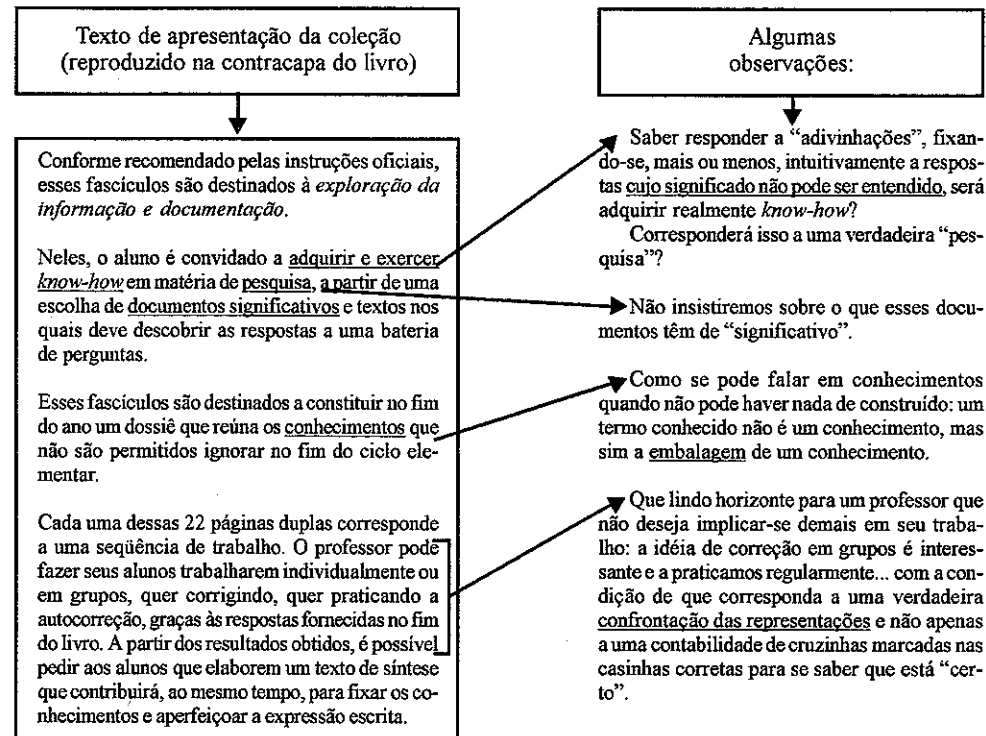 Texto de apresentação da coleção
(reproduzido na contracapa do livro)
Conforme recomendado pelas instruções oficiais,
esses fascículos são destinados à exploração da
informação e documentação.
Neles, o aluno é convidado a adquirir e exercer
know-how em matéria de pesquisa, a partir de uma
escolha de documentos significativos e textos nos
quais deve descobrir as respostas a uma bateria
de perguntas.
Esses fascículos são destinados a constituir no fim
do ano um dossiê que reúna os conhecimentos que
não são permitidos ignorar no fim do ciclo ele-
mentar.
Cada uma dessas 22 páginas duplas corresponde
a uma seqüência de trabalho. O professor pode
fazer seus alunos trabalharem individualmente ou
em grupos, quer corrigindo, quer praticando a
autocorreção, graças às respostas fornecidas no fim
do livro. A partir dos resultados obtidos, é possível
pedir aos alunos que elaborem um texto de síntese
que contribuirá, ao mesmo tempo, para fixar os co-
nhecimentos e aperfeiçoar a expressão escrita.
Algumas
observações:
Saber responder a “adivinhações”, fixan-
do-se, mais ou menos, intuitivamente a respos-
tas cujo significado não pode ser entendido, será
adquirir realmente know-how?
Corresponderá isso a uma verdadeira “pes-
quisa”?
Não insistiremos sobre o que esses docu-
mentos têm de “significativo”.
Como se pode falar em conhecimentos
quando não pode haver nada de construído: um
termo conhecido não é um conhecimento, mas
sim a embalagem de um conhecimento.
Que lindo horizonte para um professor que
não deseja implicar-se demais em seu traba-
lho: a idéia de correção em grupos é interes-
sante e a praticamos regularmente... com a con-
dição de que corresponda a uma verdadeira
confrontação das representações e não apenas
a uma contabilidade de cruzinhas marcadas nas
casinhas corretas para se saber que está “cer-
to”.